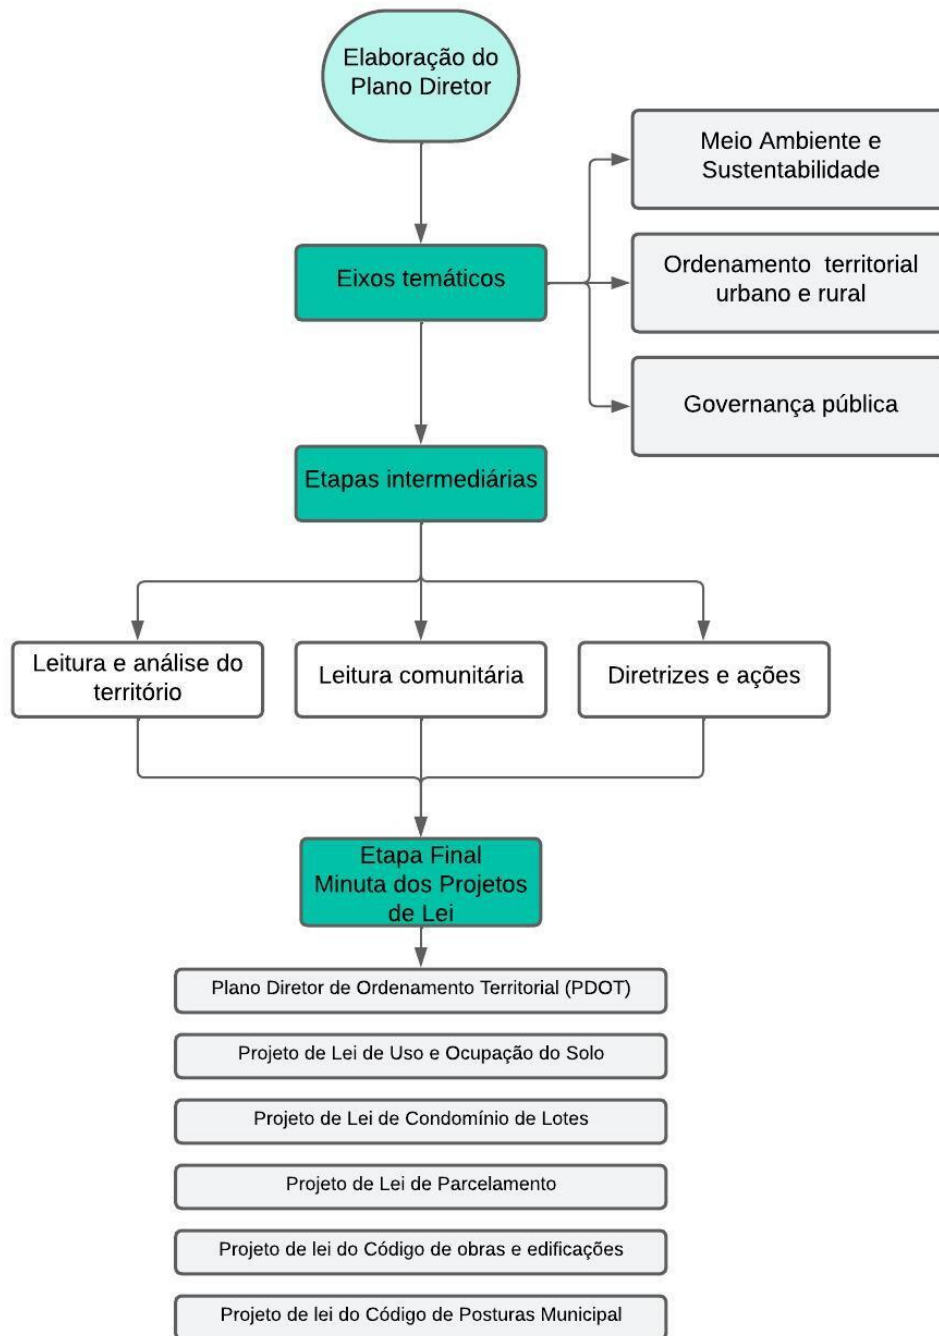 Elaboração do
Plano Diretor
Meio Ambiente e
Sustentabilidade
Eixos temáticos
Ordenamento territorial
urbano e rural
Governança pública
Etapas intermediárias
Leitura e análise do
território
Leitura comunitária
Diretrizes e ações
Etapa Final
Minuta dos Projetos
de Lei
Plano Diretor de Ordenamento Territorial (PDOT)
Projeto de Lei de Uso e Ocupação do Solo
Projeto de Lei de Condomínio de Lotes
Projeto de Lei de Parcelamento
Projeto de lei do Código de obras e edificações
Projeto de lei do Código de Posturas Municipal